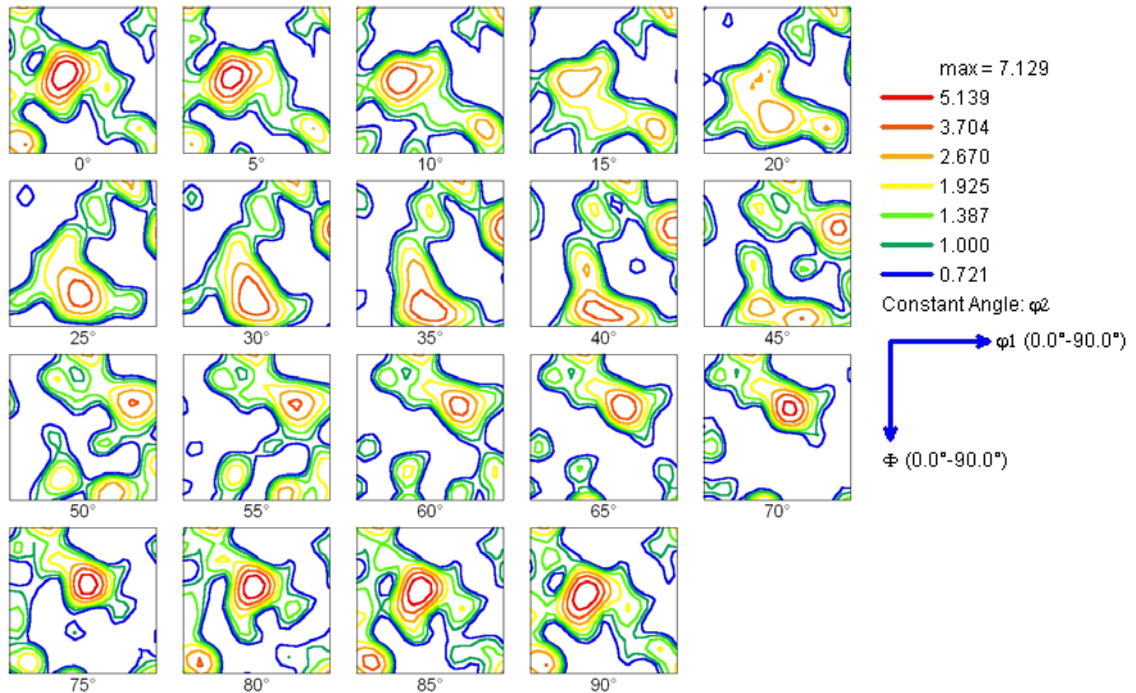 max = 7.129
5.139
3.704
2.670
1.925
1.387
1.000
0.721
Constant Angle: φ2
φ1 (0.0°-90.0°)
Φ (0.0°-90.0°)
0° 5° 10° 15° 20°
25° 30° 35° 40° 45°
50° 55° 60° 65° 70°
75° 80° 85° 90°